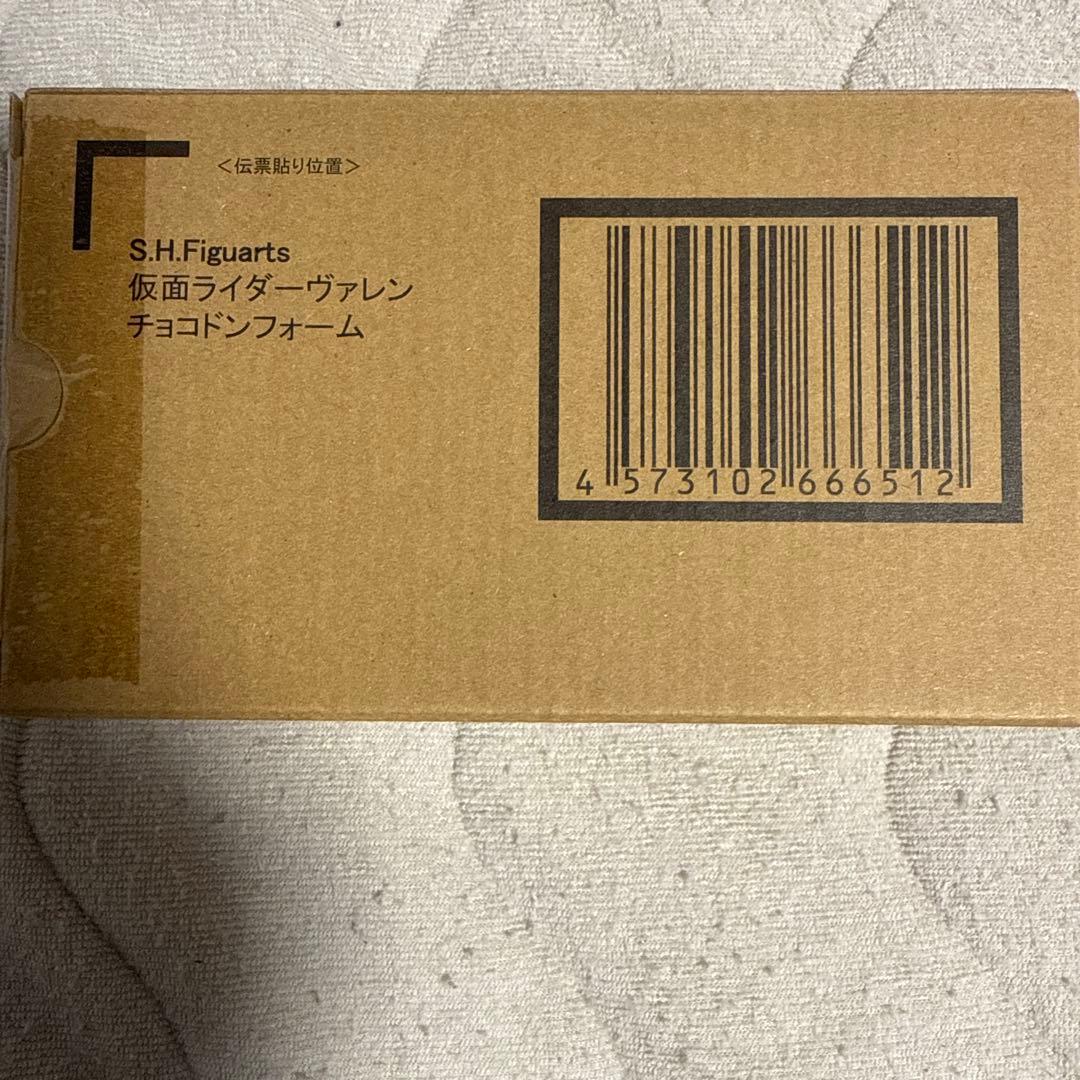 ＜伝票貼り位置＞
S.H.Figuarts
仮面ライダーヴァレン
チョコドンフォーム
4 573102 666512